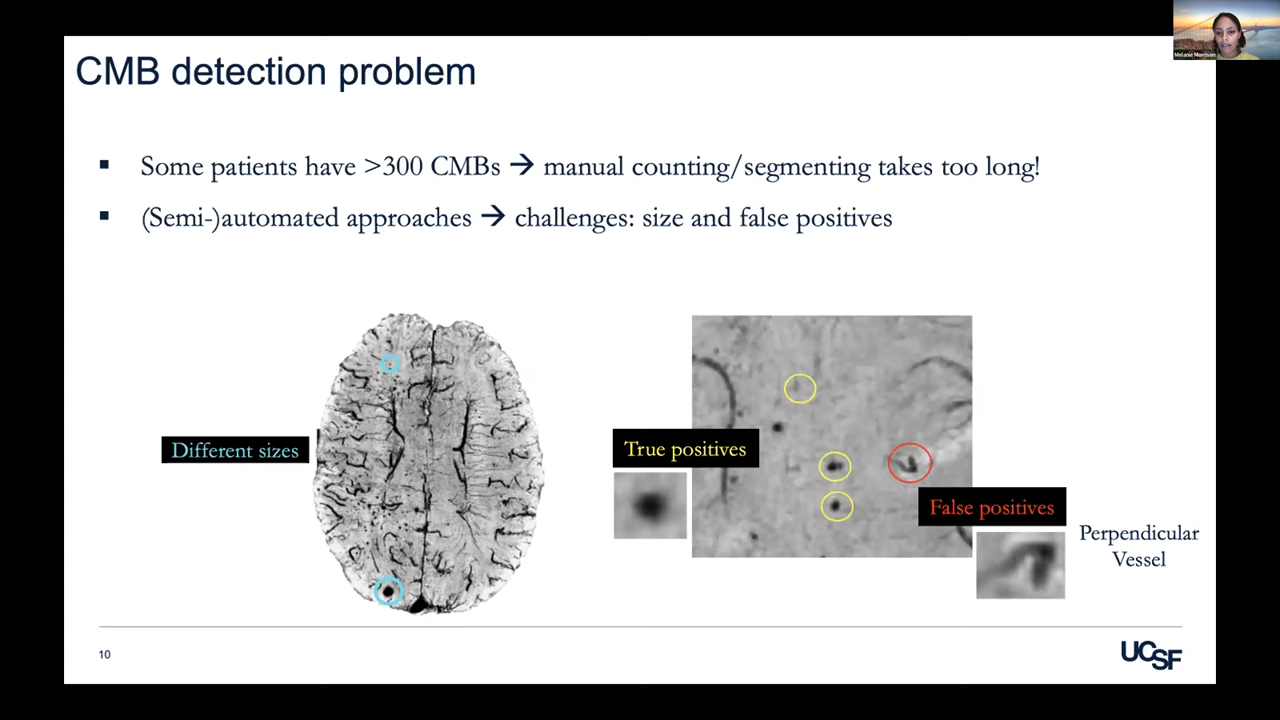 Melanie Morrison
CMB detection problem
▪ Some patients have >300 CMBs → manual counting/segmenting takes too long!
▪ (Semi-)automated approaches → challenges: size and false positives
Different sizes
True positives
False positives
Perpendicular
Vessel
10
UCSF